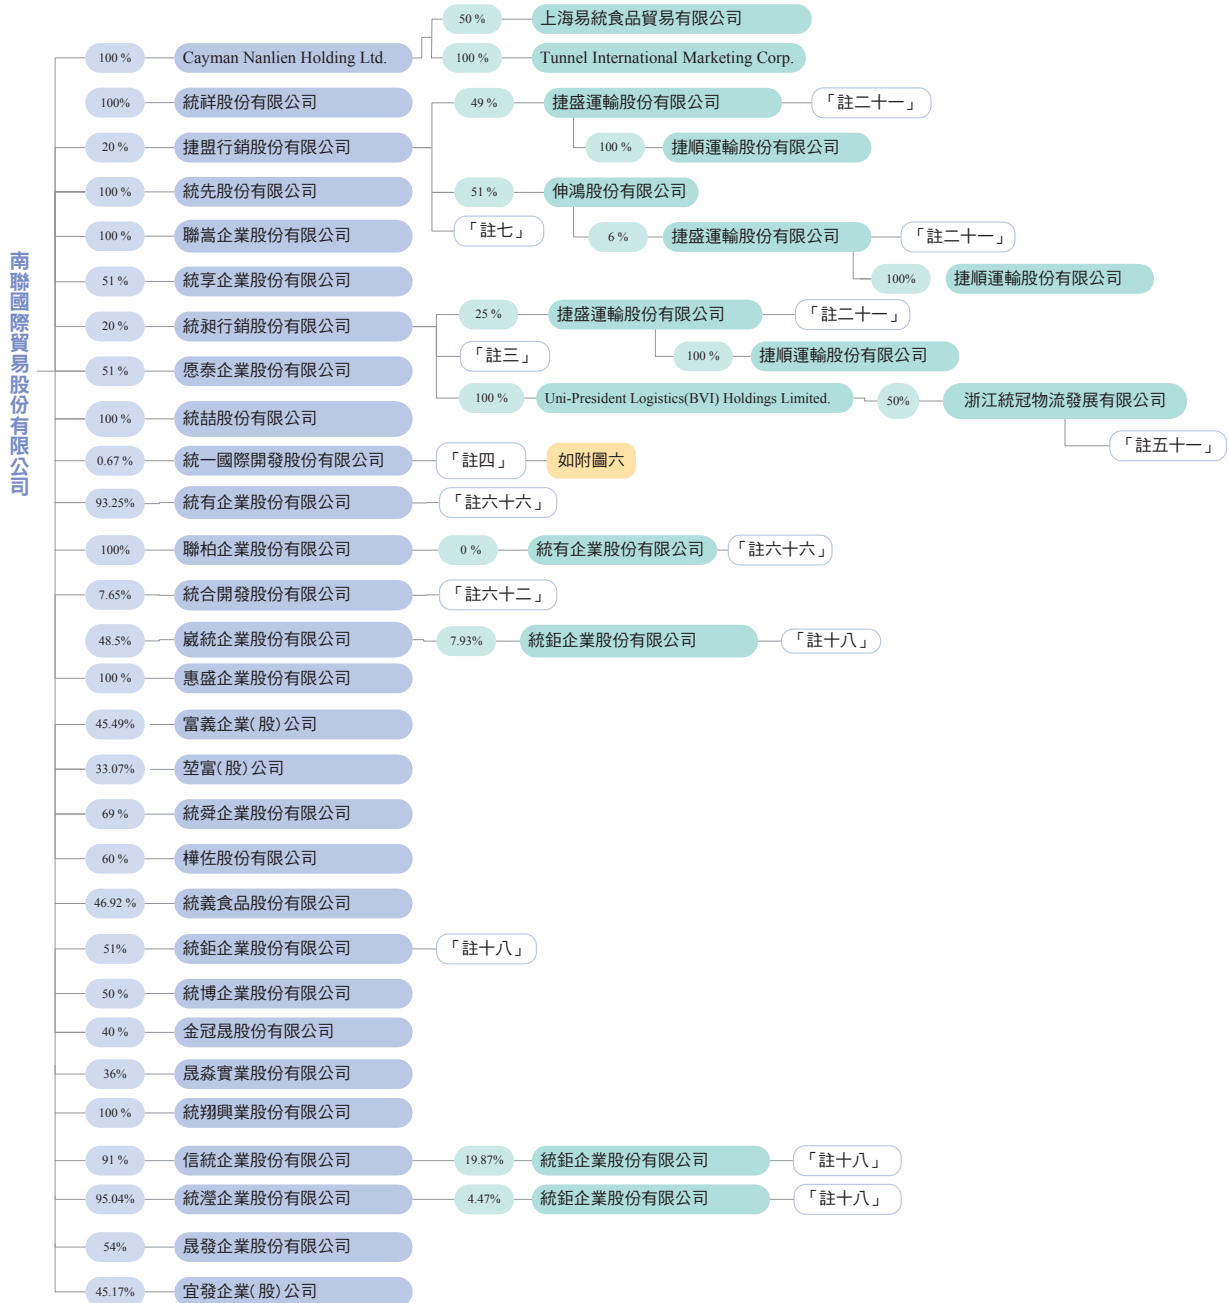 南聯國際貿易股份有限公司
50 % 上海易統食品貿易有限公司
100 % Cayman Nanlien Holding Ltd. 100 % Tunnel International Marketing Corp.
100% 統祥股份有限公司 49 % 捷盛運輸股份有限公司 「註二十一」
20 % 捷盟行銷股份有限公司 100 % 捷順運輸股份有限公司
100 % 統先股份有限公司 51 % 伸鴻股份有限公司
「註七」
100 % 聯嵩企業股份有限公司 6 % 捷盛運輸股份有限公司 「註二十一」
51 % 統享企業股份有限公司 100% 捷順運輸股份有限公司
20 % 統昶行銷股份有限公司 25 % 捷盛運輸股份有限公司 「註二十一」
「註三」 100 % 捷順運輸股份有限公司
51 % 愿泰企業股份有限公司
100 % Uni-President Logistics(BVI) Holdings Limited. 50% 浙江統冠物流發展有限公司
100 % 統喆股份有限公司
「註五十一」
0.67 % 統一國際開發股份有限公司 「註四」 如附圖六
93.25% 統有企業股份有限公司 「註六十六」
100% 聯柏企業股份有限公司 0 % 統有企業股份有限公司 「註六十六」
7.65% 統合開發股份有限公司 「註六十二」
48.5% 崴統企業股份有限公司 7.93% 統鉅企業股份有限公司 「註十八」
100 % 惠盛企業股份有限公司
45.49% 富義企業(股)公司
33.07% 堃富(股)公司
69 % 統舜企業股份有限公司
60 % 樺佐股份有限公司
46.92 % 統義食品股份有限公司
51% 統鉅企業股份有限公司 「註十八」
50 % 統博企業股份有限公司
40 % 金冠晟股份有限公司
36% 晟淼實業股份有限公司
100 % 統翔興業股份有限公司
91 % 信統企業股份有限公司 19.87% 統鉅企業股份有限公司 「註十八」
95.04% 統瀅企業股份有限公司 4.47% 統鉅企業股份有限公司 「註十八」
54% 晟發企業股份有限公司
45.17% 宜發企業(股)公司